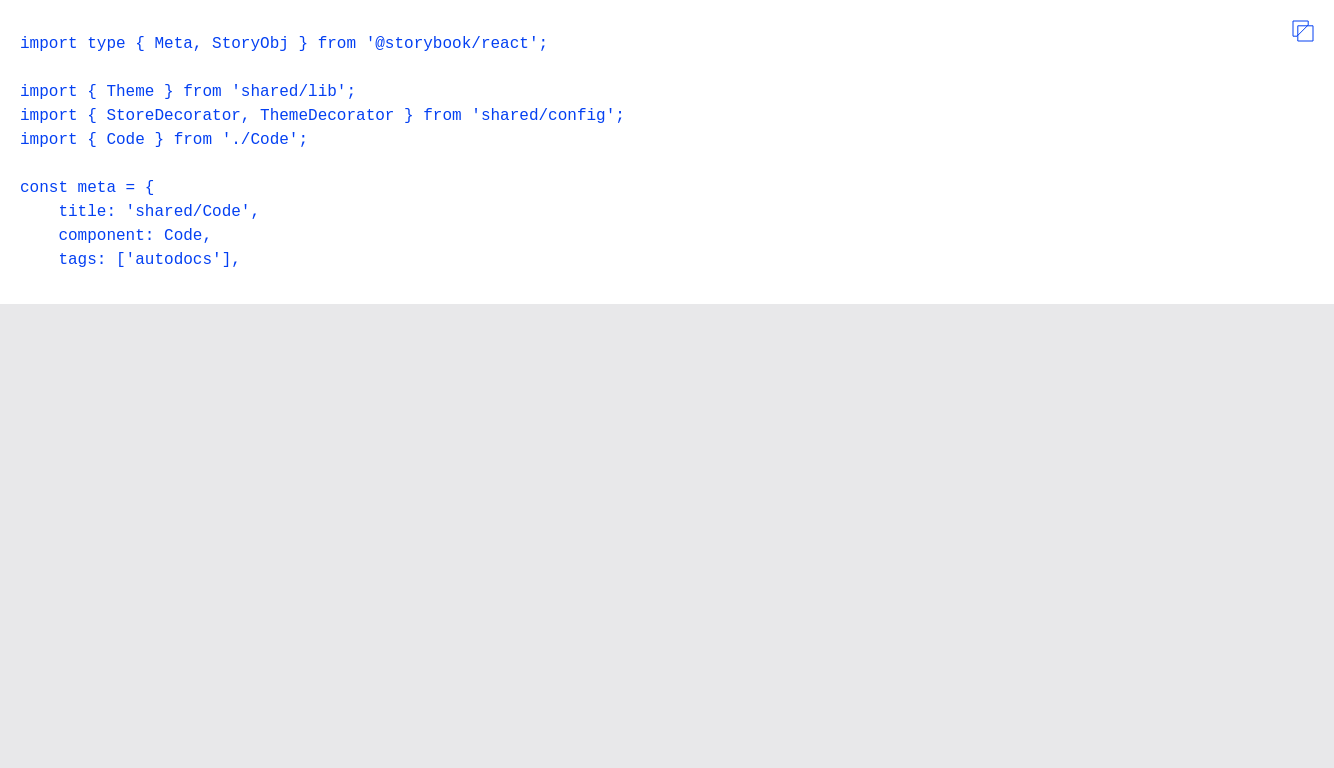 import type { Meta, StoryObj } from '@storybook/react';

import { Theme } from 'shared/lib';
import { StoreDecorator, ThemeDecorator } from 'shared/config';
import { Code } from './Code';

const meta = {
    title: 'shared/Code',
    component: Code,
    tags: ['autodocs'],